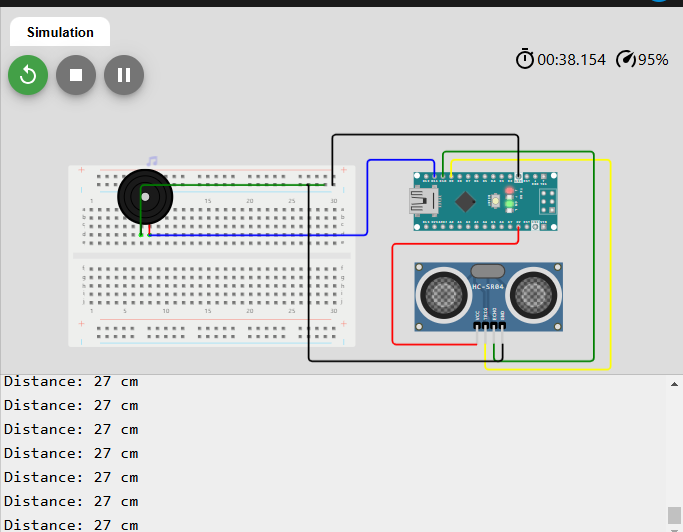 Simulation
00:38.154 95%
1 5 10 15 20 25 30
HC-SR04
VCC
TRIG
ECHO
GND
1 5 10 15 20 25 30
Distance: 27 cm
Distance: 27 cm
Distance: 27 cm
Distance: 27 cm
Distance: 27 cm
Distance: 27 cm
Distance: 27 cm